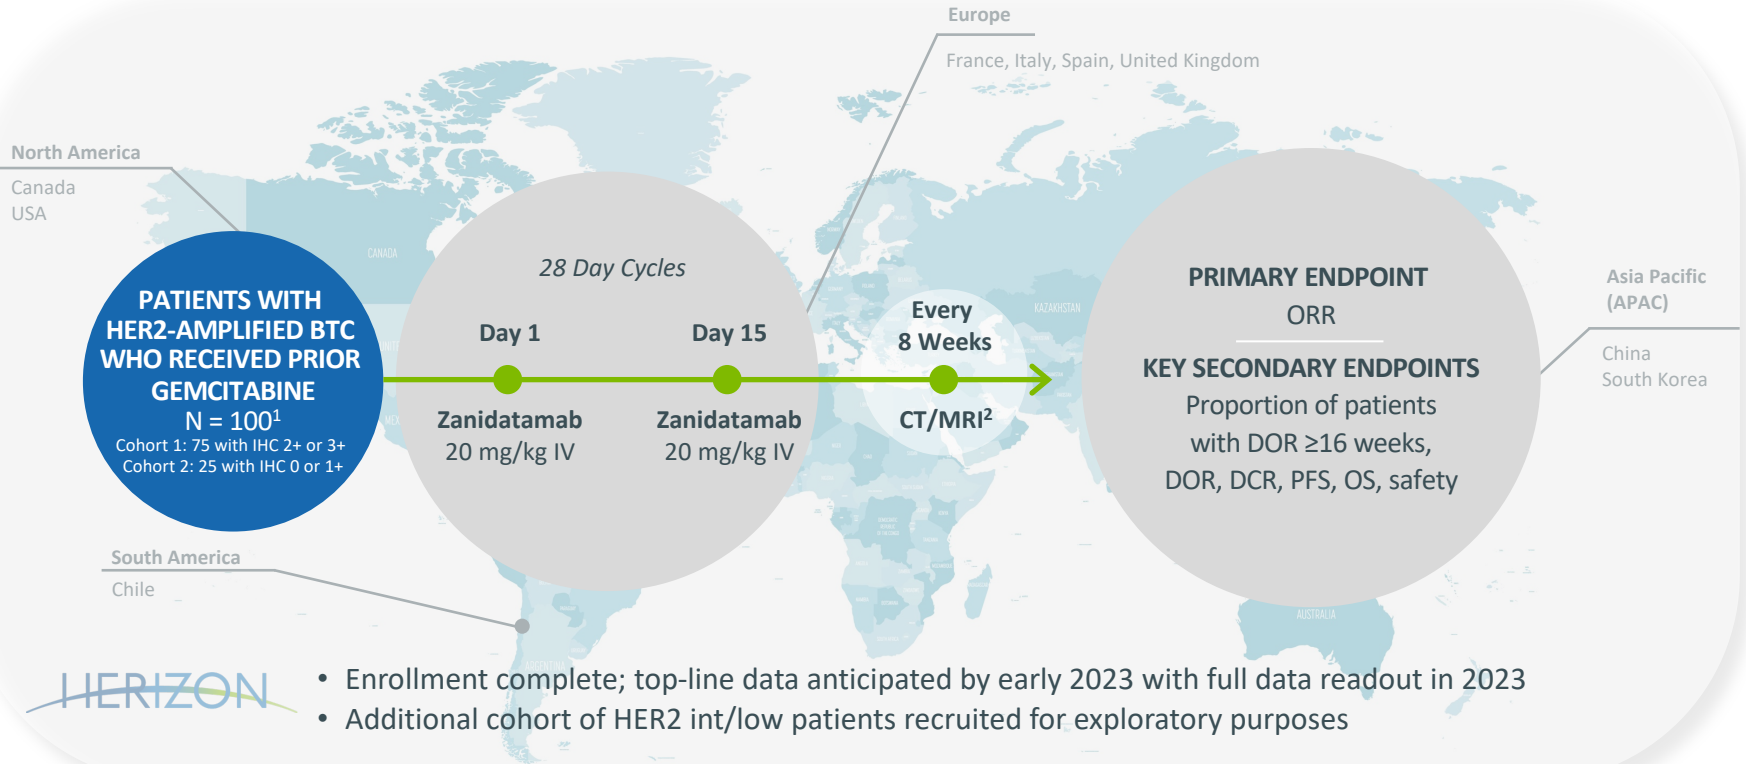 Europe
France, Italy, Spain, United Kingdom
North America
Canada
USA
CANADA
KAZAKHSTAN
PATIENTS WITH
HER2-AMPLIFIED BTC
WHO RECEIVED PRIOR
GEMCITABINE
N = 100¹
Cohort 1: 75 with IHC 2+ or 3+
Cohort 2: 25 with IHC 0 or 1+
28 Day Cycles
Day 1
Zanidatamab
20 mg/kg IV
Day 15
Zanidatamab
20 mg/kg IV
Every
8 Weeks
CT/MRI²
PRIMARY ENDPOINT
ORR
KEY SECONDARY ENDPOINTS
Proportion of patients
with DOR ≥16 weeks,
DOR, DCR, PFS, OS, safety
Asia Pacific
(APAC)
China
South Korea
South America
Chile
AUSTRALIA
ARGENTINA
HERIZON
• Enrollment complete; top-line data anticipated by early 2023 with full data readout in 2023
• Additional cohort of HER2 int/low patients recruited for exploratory purposes